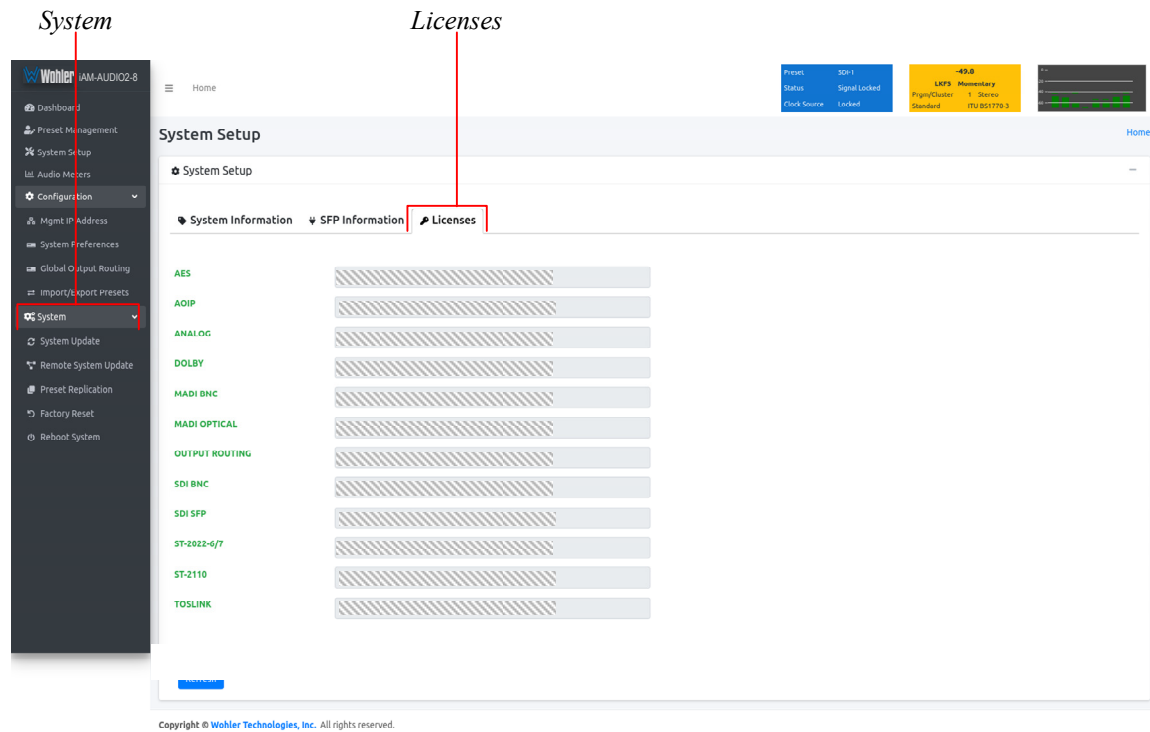 System
Licenses
Wohler iAM-AUDIO2-8
Dashboard
Preset Management
System Setup
Audio Meters
Configuration
Mgmt IP Address
System Preferences
Global Output Routing
Import/Export Presets
System
System Update
Remote System Update
Preset Replication
Factory Reset
Reboot System
Home
Preset SDI-1
Status Signal Locked
Clock Source Locked
-49.0
LKFS Momentary
Prgm/Cluster 1 Stereo
Standard ITU BS1770-3
System Setup
Home
System Setup
System Information
SFP Information
Licenses
AES
AOIP
ANALOG
DOLBY
MADI BNC
MADI OPTICAL
OUTPUT ROUTING
SDI BNC
SDI SFP
ST-2022-6/7
ST-2110
TOSLINK
Refresh
Copyright © Wohler Technologies, Inc. All rights reserved.